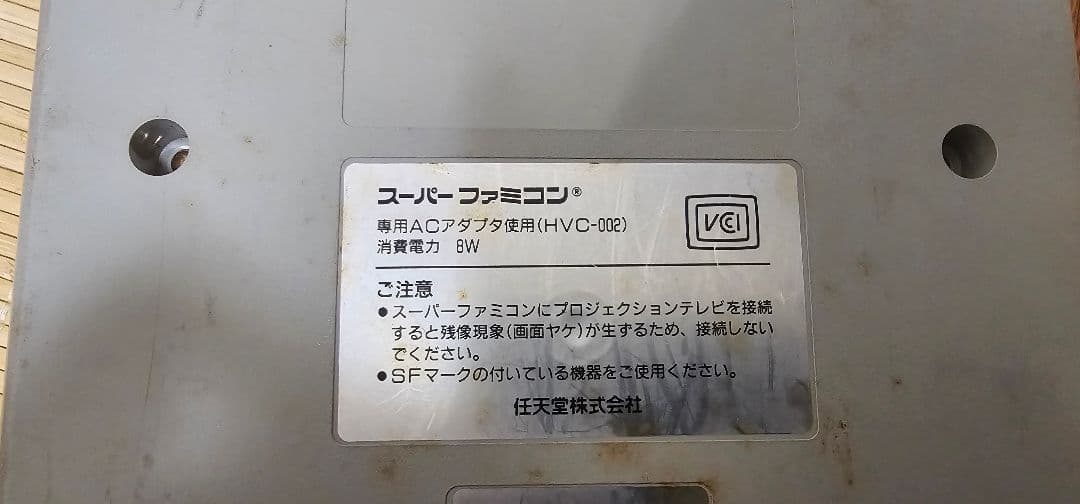 スーパーファミコン®
専用ACアダプタ使用(HVC-002)
消費電力 8W
VCCI
ご注意
●スーパーファミコンにプロジェクションテレビを接続
すると残像現象(画面ヤケ)が生ずるため、接続しない
でください。
●SFマークの付いている機器をご使用ください。
任天堂株式会社